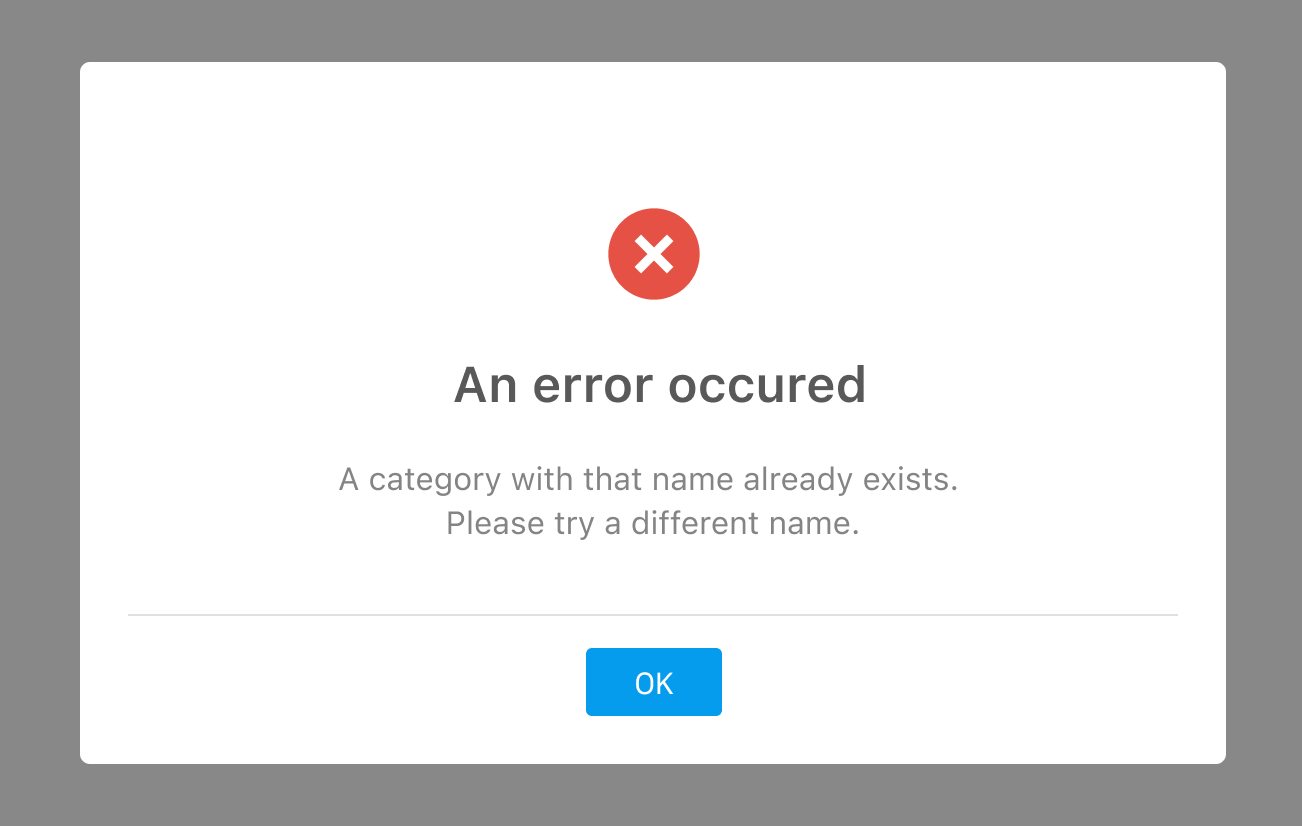 An error occured
A category with that name already exists.
Please try a different name.
OK